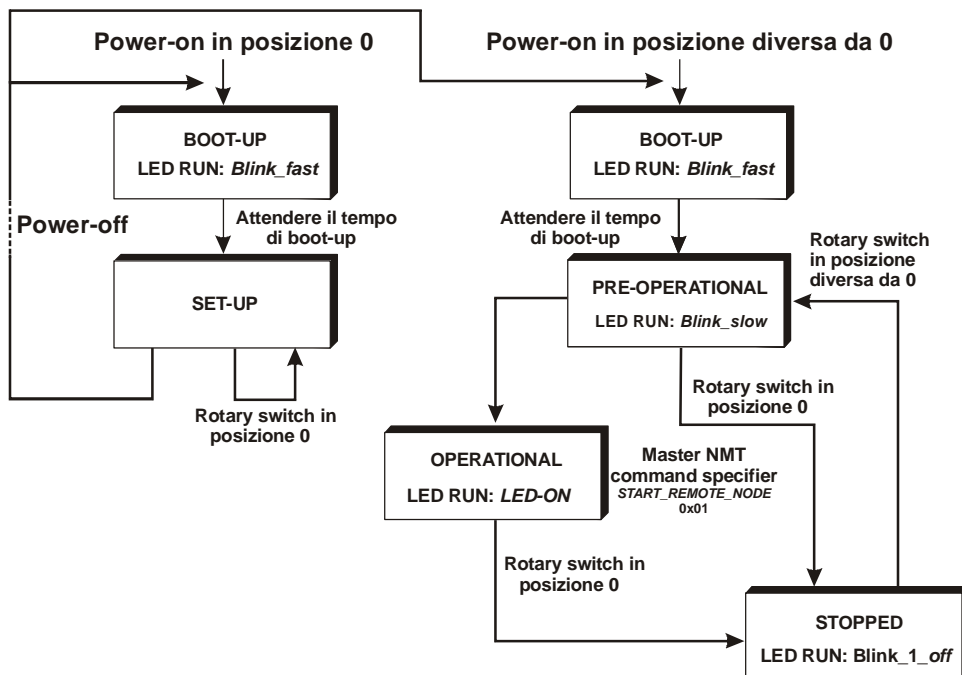 Power-on in posizione 0
Power-on in posizione diversa da 0
BOOT-UP
LED RUN: Blink_fast
BOOT-UP
LED RUN: Blink_fast
Power-off
Attendere il tempo
di boot-up
Attendere il tempo
di boot-up
Rotary switch
in posizione
diversa da 0
SET-UP
PRE-OPERATIONAL
LED RUN: Blink_slow
Rotary switch in
posizione 0
Rotary switch in
posizione 0
OPERATIONAL
LED RUN: LED-ON
Master NMT
command specifier
START_REMOTE_NODE
0x01
Rotary switch in
posizione 0
STOPPED
LED RUN: Blink_1_off